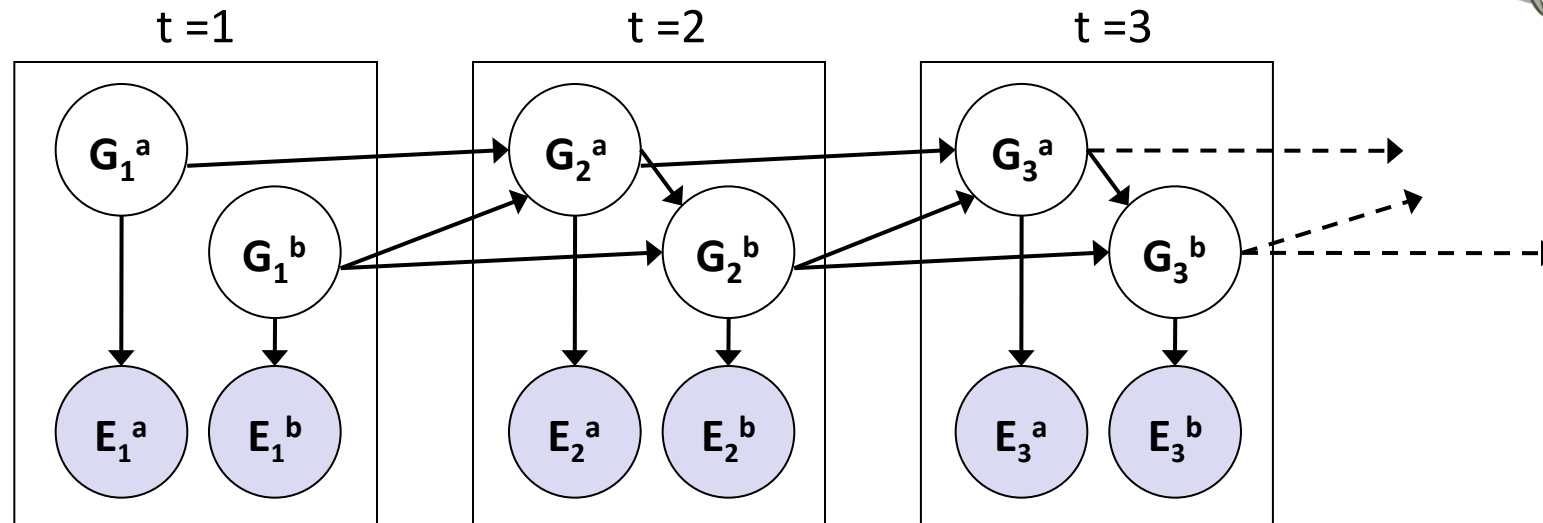 t =1 t =2 t =3
G₁ᵃ G₂ᵃ G₃ᵃ
G₁ᵇ G₂ᵇ G₃ᵇ
E₁ᵃ E₁ᵇ E₂ᵃ E₂ᵇ E₃ᵃ E₃ᵇ